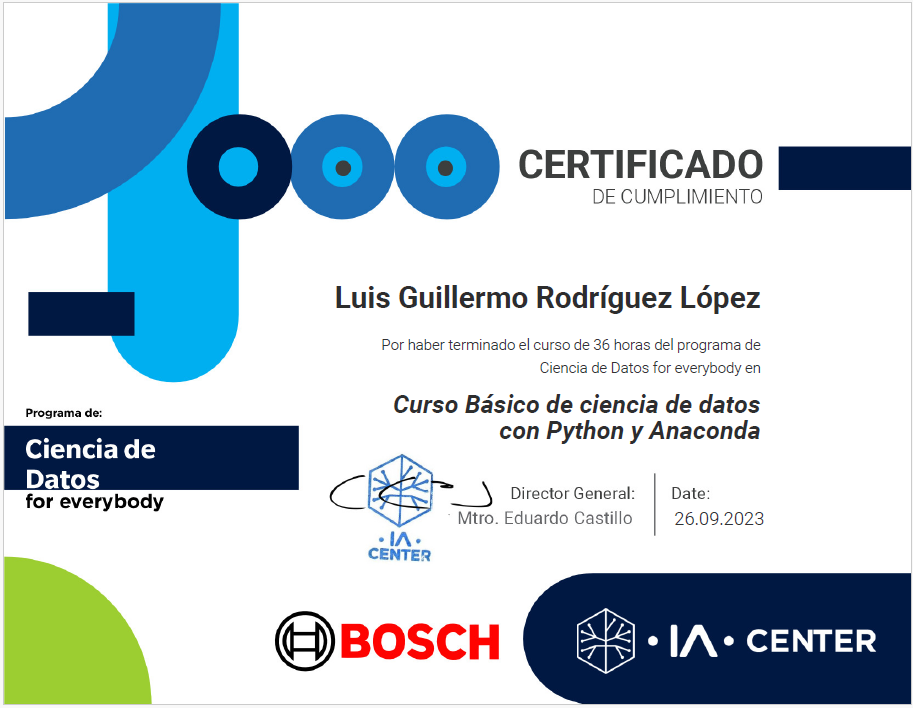 CERTIFICADO
DE CUMPLIMIENTO
Luis Guillermo Rodríguez López
Por haber terminado el curso de 36 horas del programa de
Ciencia de Datos for everybody en
Curso Básico de ciencia de datos
con Python y Anaconda
Programa de:
Ciencia de
Datos
for everybody
Director General:
Mtro. Eduardo Castillo
Date:
26.09.2023
·IA·
CENTER
BOSCH
·IA· CENTER